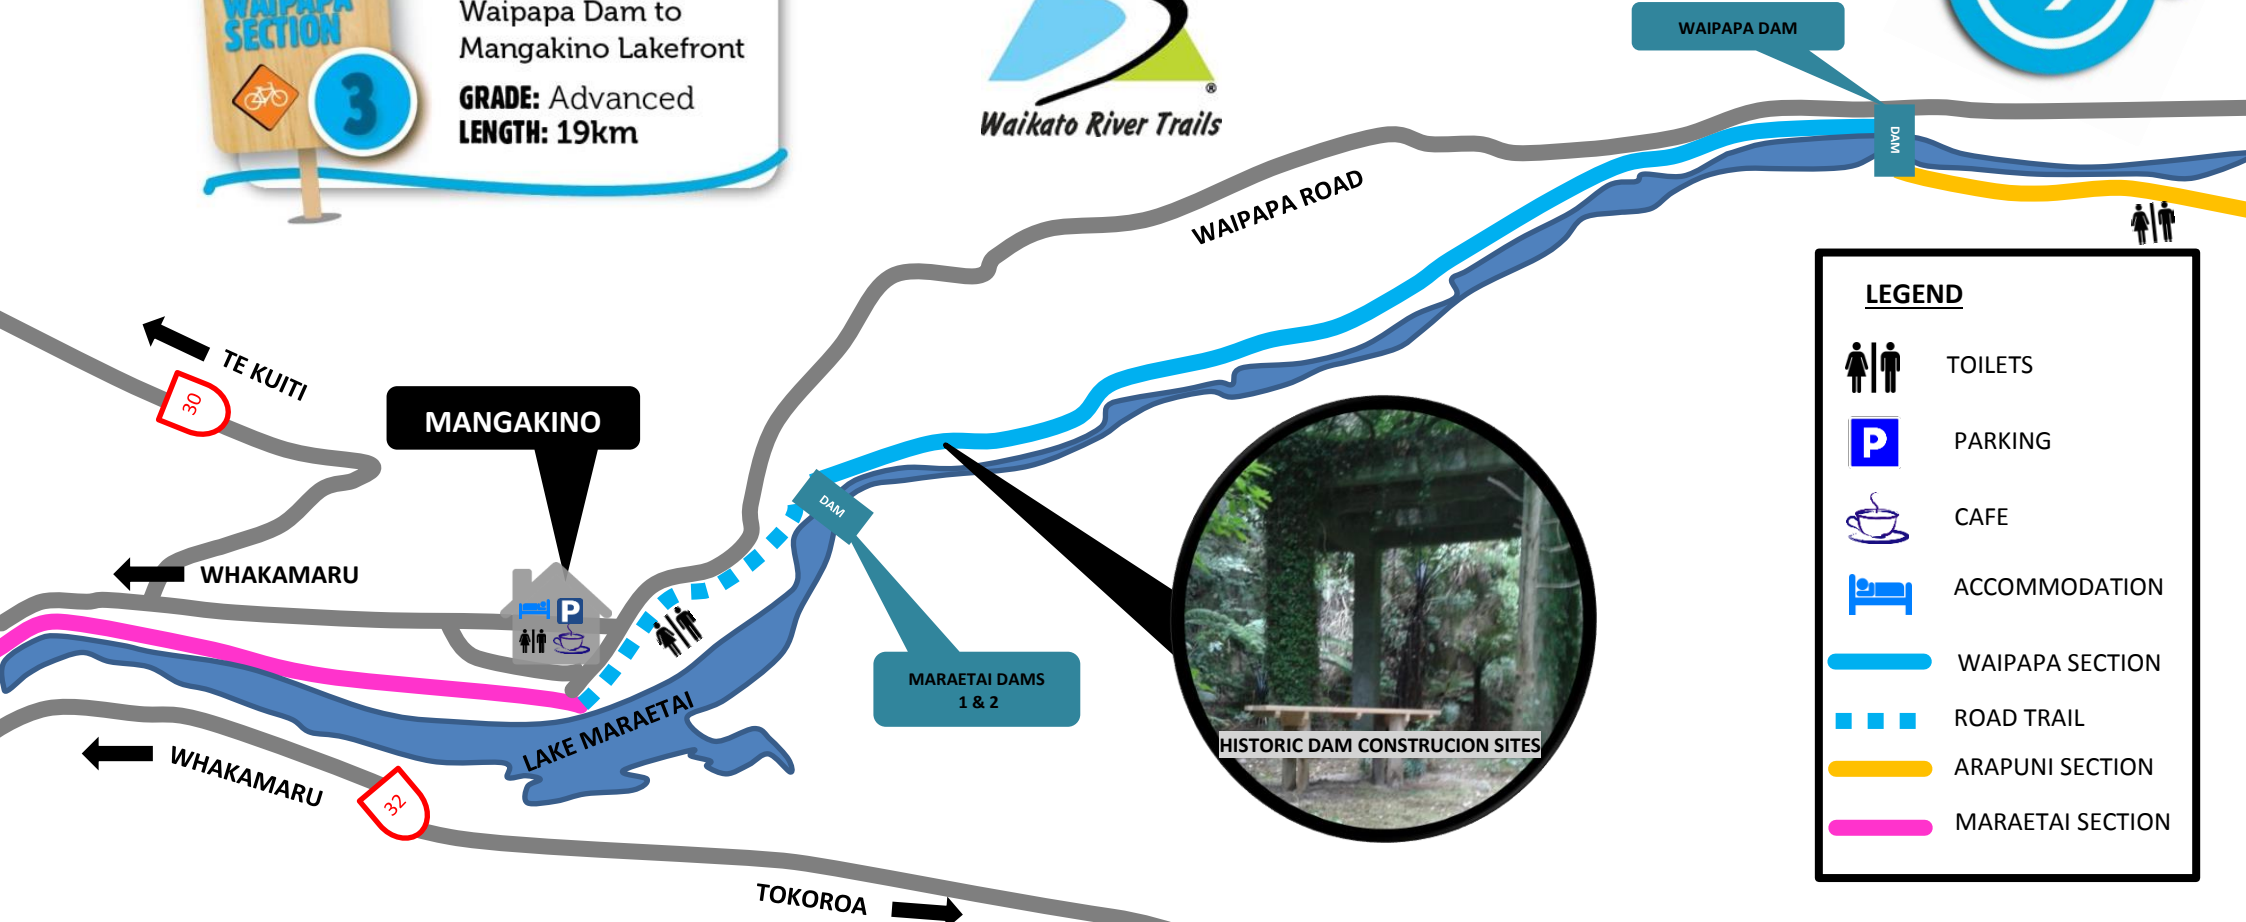 WAIPAPA
SECTION
3
Waipapa Dam to
Mangakino Lakefront
GRADE: Advanced
LENGTH: 19km
Waikato River Trails
®
WAIPAPA DAM
DAM
WAIPAPA ROAD
TE KUITI
30
MANGAKINO
WHAKAMARU
P
DAM
MARAETAI DAMS
1 & 2
LAKE MARAETAI
WHAKAMARU
32
TOKOROA
HISTORIC DAM CONSTRUCION SITES
LEGEND
TOILETS
P
PARKING
CAFE
ACCOMMODATION
WAIPAPA SECTION
ROAD TRAIL
ARAPUNI SECTION
MARAETAI SECTION